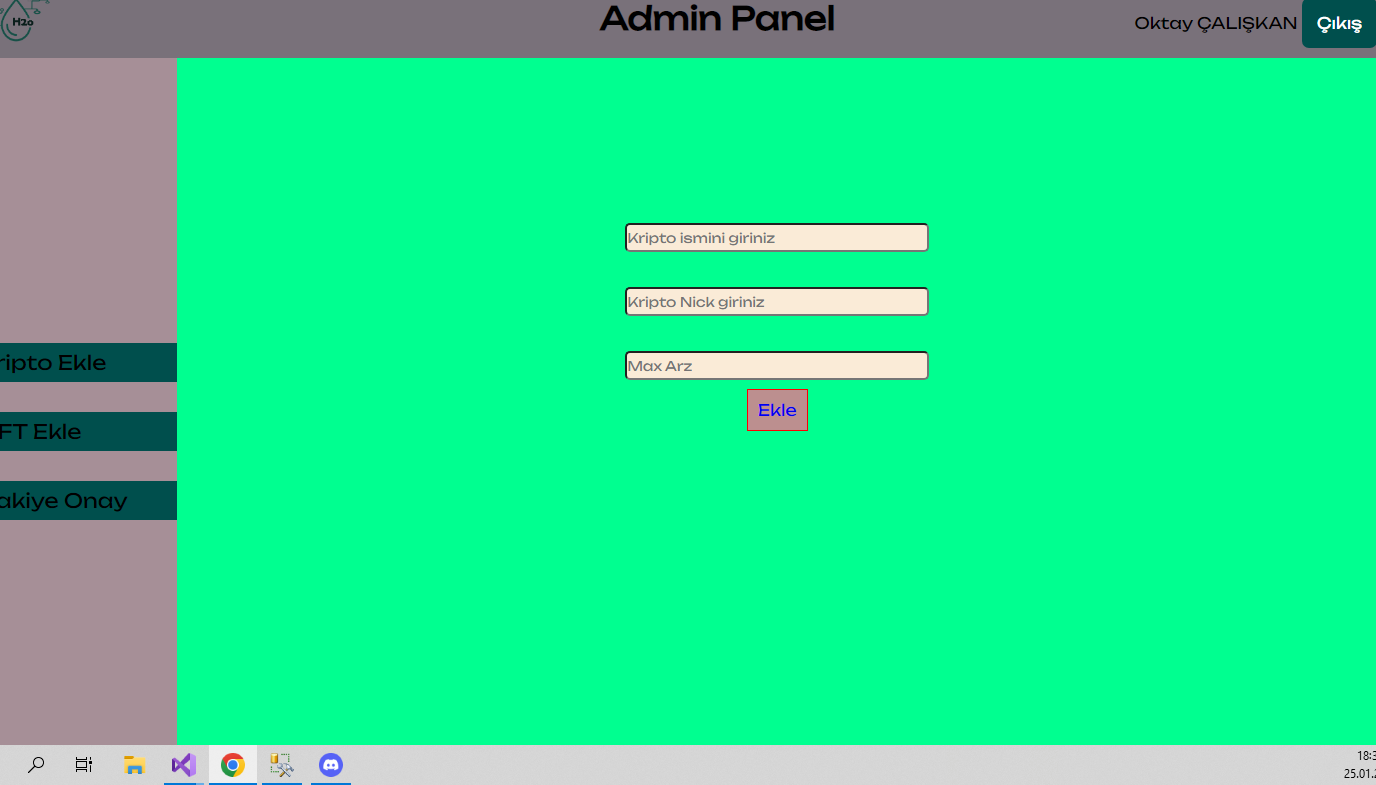 H2o
Admin Panel
Oktay ÇALIŞKAN
Çıkış
Kripto ismini giriniz
Kripto Nick giriniz
Max Arz
Ekle
ripto Ekle
FT Ekle
akiye Onay
18:3
25.01.2